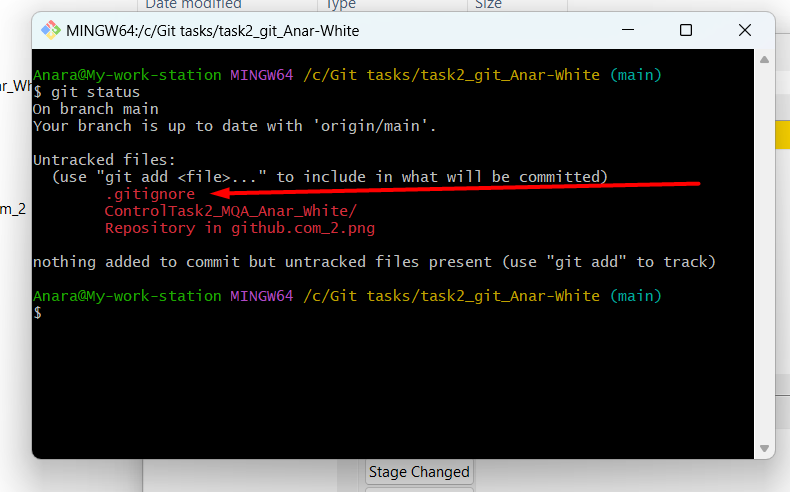 Date modified Type Size
MINGW64:/c/Git tasks/task2_git_Anar-White
Anara@My-work-station MINGW64 /c/Git tasks/task2_git_Anar-White (main)
$ git status
On branch main
Your branch is up to date with 'origin/main'.
Untracked files:
(use "git add <file>..." to include in what will be committed)
.gitignore
ControlTask2_MQA_Anar_White/
Repository in github.com_2.png
nothing added to commit but untracked files present (use "git add" to track)
Anara@My-work-station MINGW64 /c/Git tasks/task2_git_Anar-White (main)
$
Stage Changed